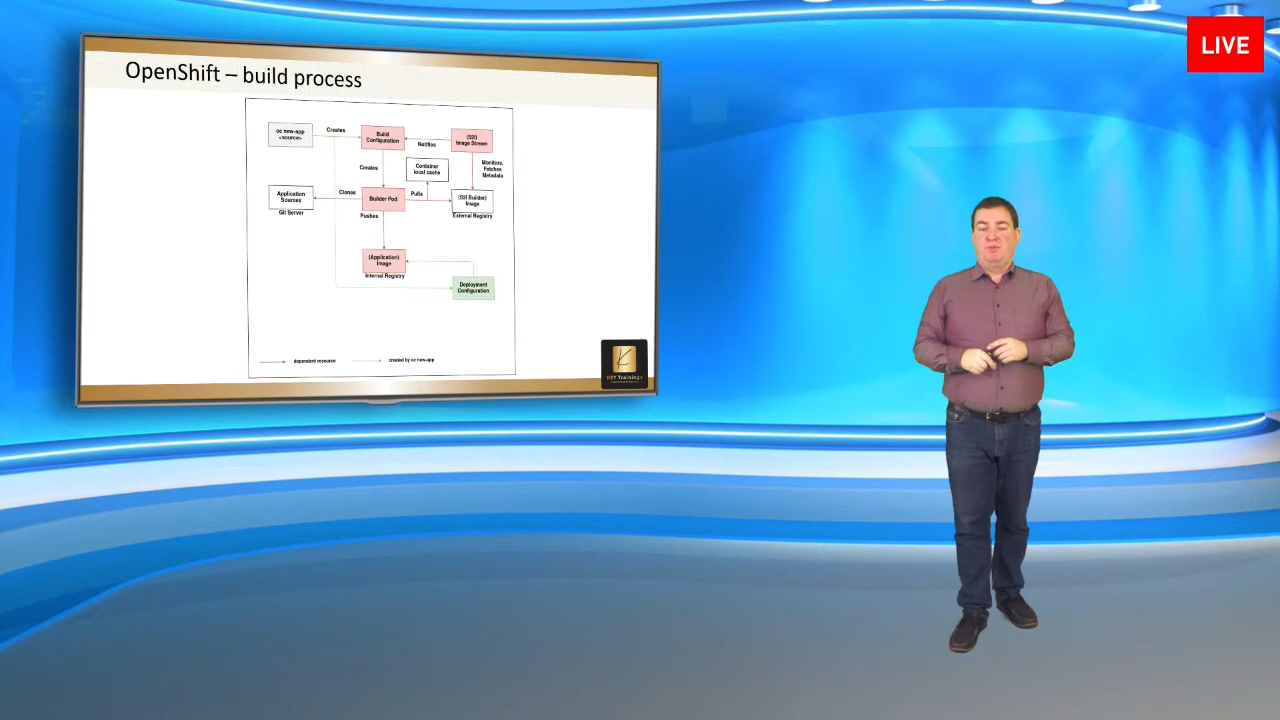 LIVE
OpenShift – build process
oc new-app
<source>
Creates
Build
Configuration
Notifies
(S2I)
Image Stream
Creates
Container
local cache
Monitors,
Fetches
Metadata
Application
Sources
Git Server
Clones
Builder Pod
Pulls
(S2I Builder)
Image
External Registry
Pushes
(Application)
Image
Internal Registry
Deployment
Configuration
dependent resource
created by oc new-app
KEY Trainings